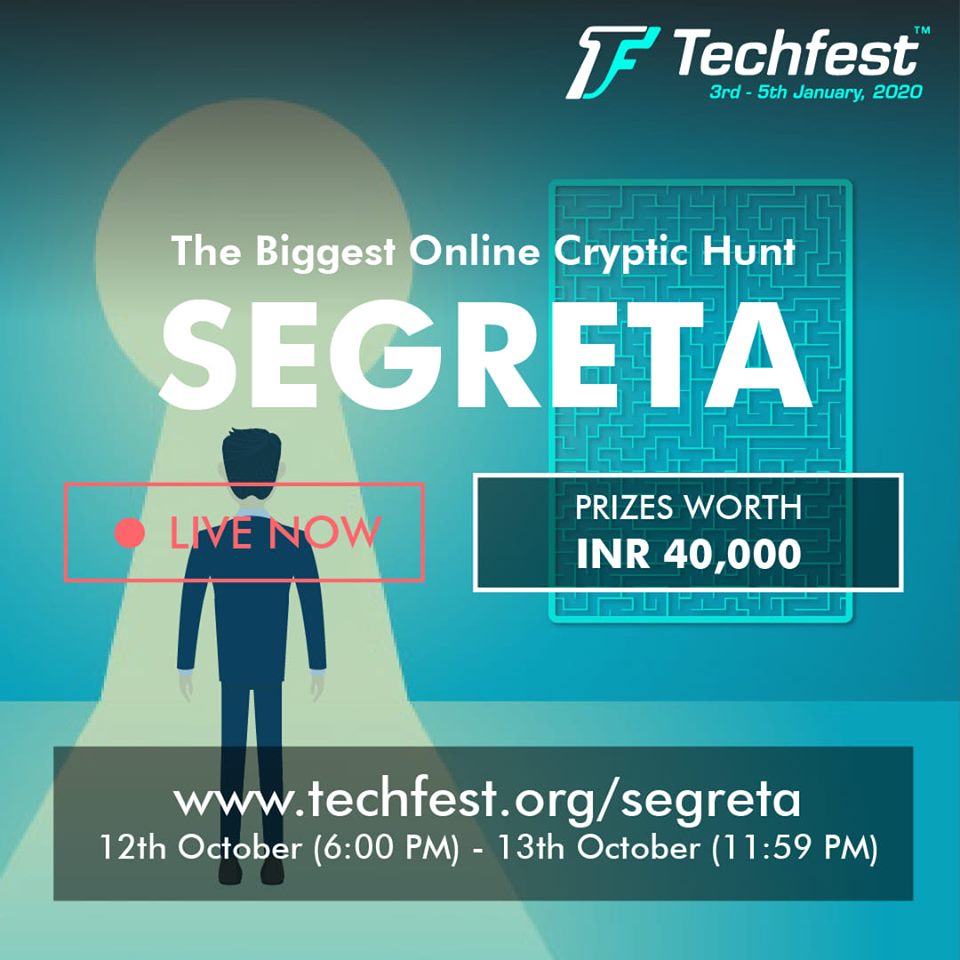 Techfest™
3rd - 5th January, 2020
The Biggest Online Cryptic Hunt
SEGRETA
LIVE NOW
PRIZES WORTH
INR 40,000
www.techfest.org/segreta
12th October (6:00 PM) - 13th October (11:59 PM)